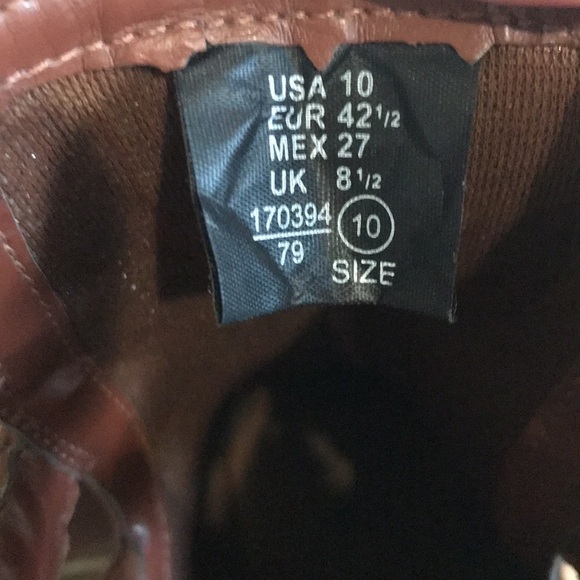 USA 10
EUR 42 1/2
MEX 27
UK 8 1/2
170394
79
10
SIZE